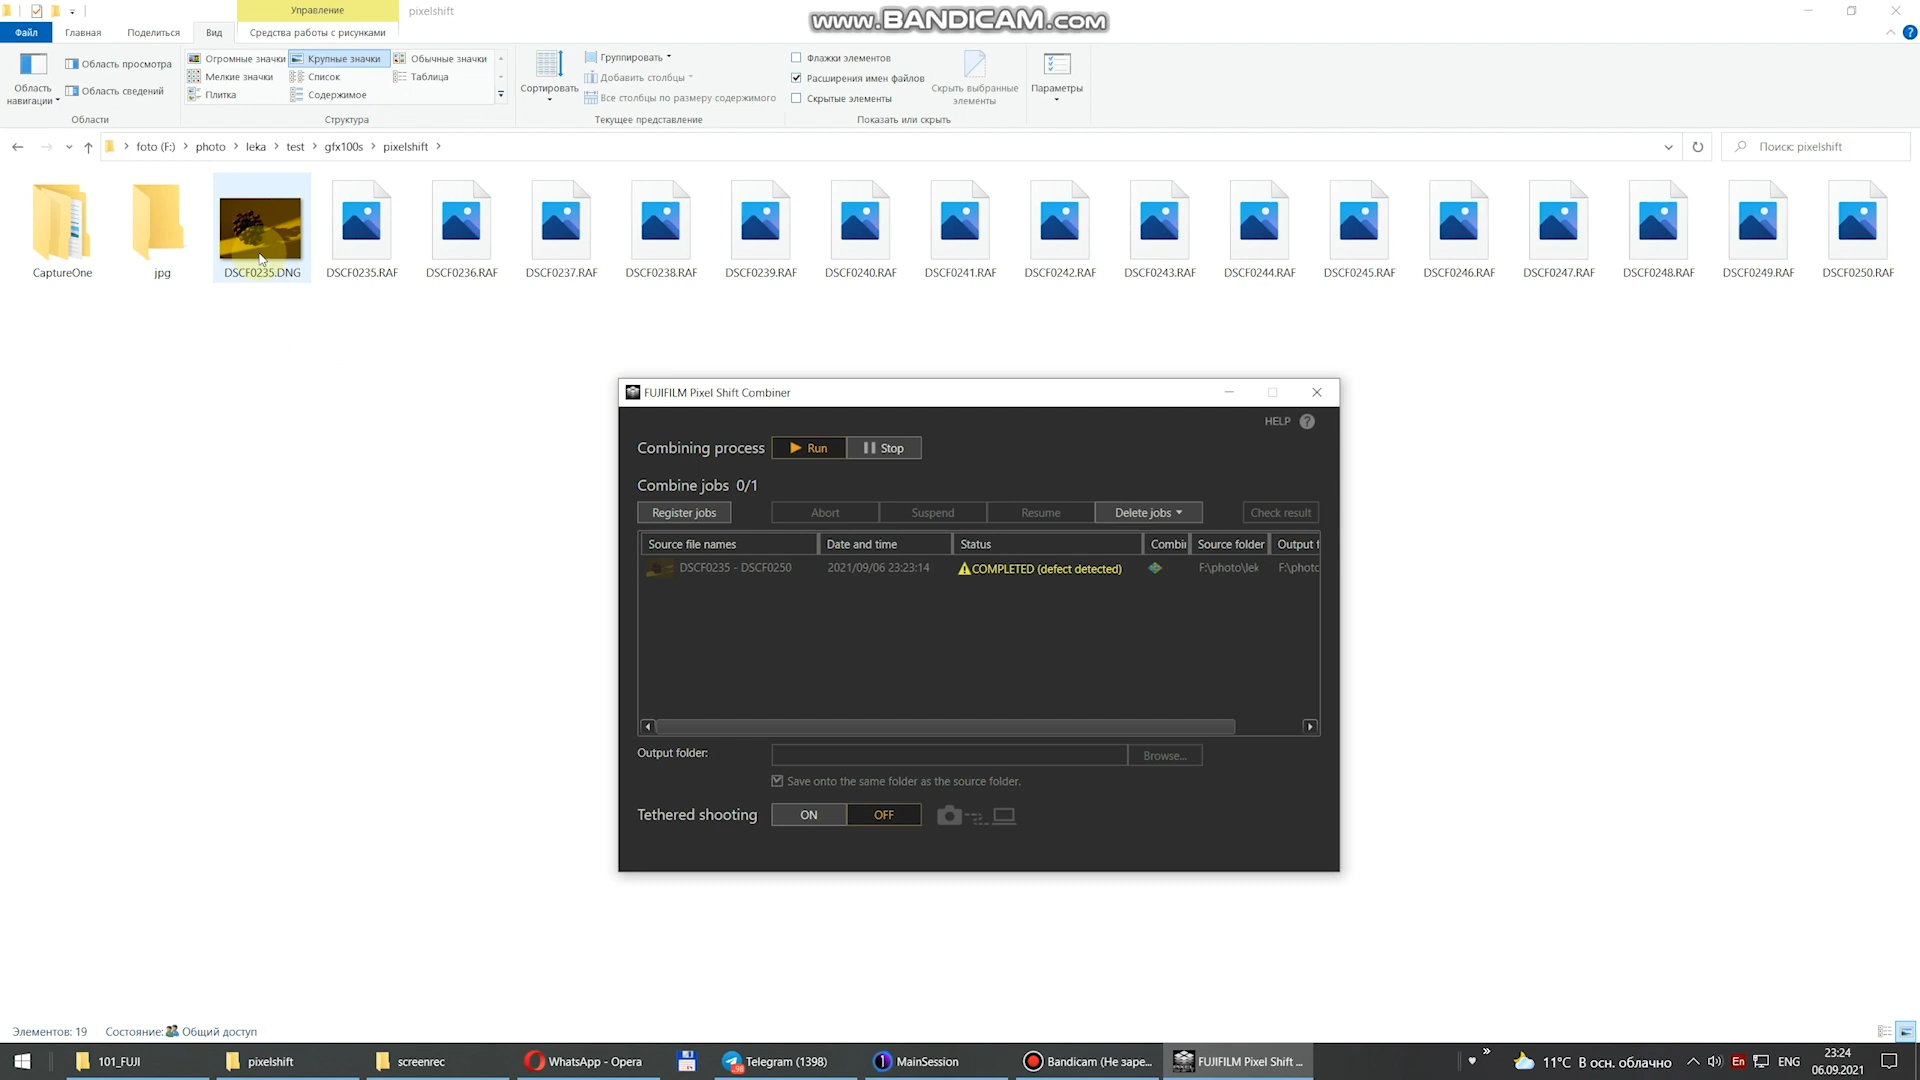 Управление
pixelshift
www.BANDICAM.com
Файл
Главная
Поделиться
Вид
Средства работы с рисунками
Область навигации
Область просмотра
Область сведений
Области
Огромные значки
Крупные значки
Обычные значки
Мелкие значки
Список
Таблица
Плитка
Содержимое
Структура
Сортировать
Группировать
Добавить столбцы
Все столбцы по размеру содержимого
Текущее представление
Флажки элементов
Расширения имен файлов
Скрытые элементы
Скрыть выбранные элементы
Показать или скрыть
Параметры
foto (F:) > photo > leka > test > gfx100s > pixelshift >
Поиск: pixelshift
CaptureOne
jpg
DSCF0235.DNG
DSCF0235.RAF
DSCF0236.RAF
DSCF0237.RAF
DSCF0238.RAF
DSCF0239.RAF
DSCF0240.RAF
DSCF0241.RAF
DSCF0242.RAF
DSCF0243.RAF
DSCF0244.RAF
DSCF0245.RAF
DSCF0246.RAF
DSCF0247.RAF
DSCF0248.RAF
DSCF0249.RAF
DSCF0250.RAF
FUJIFILM Pixel Shift Combiner
HELP ?
Combining process
Run
Stop
Combine jobs 0/1
Register jobs
Abort
Suspend
Resume
Delete jobs
Check result
Source file names
Date and time
Status
Combi
Source folder
Output f
DSCF0235 - DSCF0250
2021/09/06 23:23:14
COMPLETED (defect detected)
F:\photo\lek
F:\photo
Output folder:
Browse...
Save onto the same folder as the source folder.
Tethered shooting
ON
OFF
Элементов: 19
Состояние:
Общий доступ
101_FUJI
pixelshift
screenrec
WhatsApp - Opera
Telegram (1398)
MainSession
Bandicam (Не заре...
FUJIFILM Pixel Shift ...
11°C В осн. облачно
En
ENG
23:24
06.09.2021